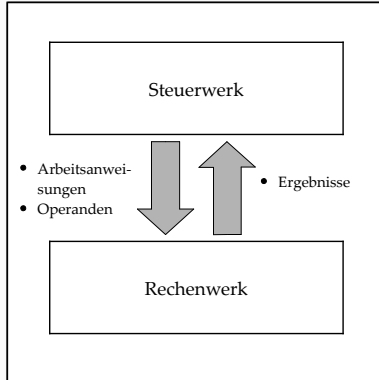 Steuerwerk
• Arbeitsanwei-
sungen
• Operanden
• Ergebnisse
Rechenwerk